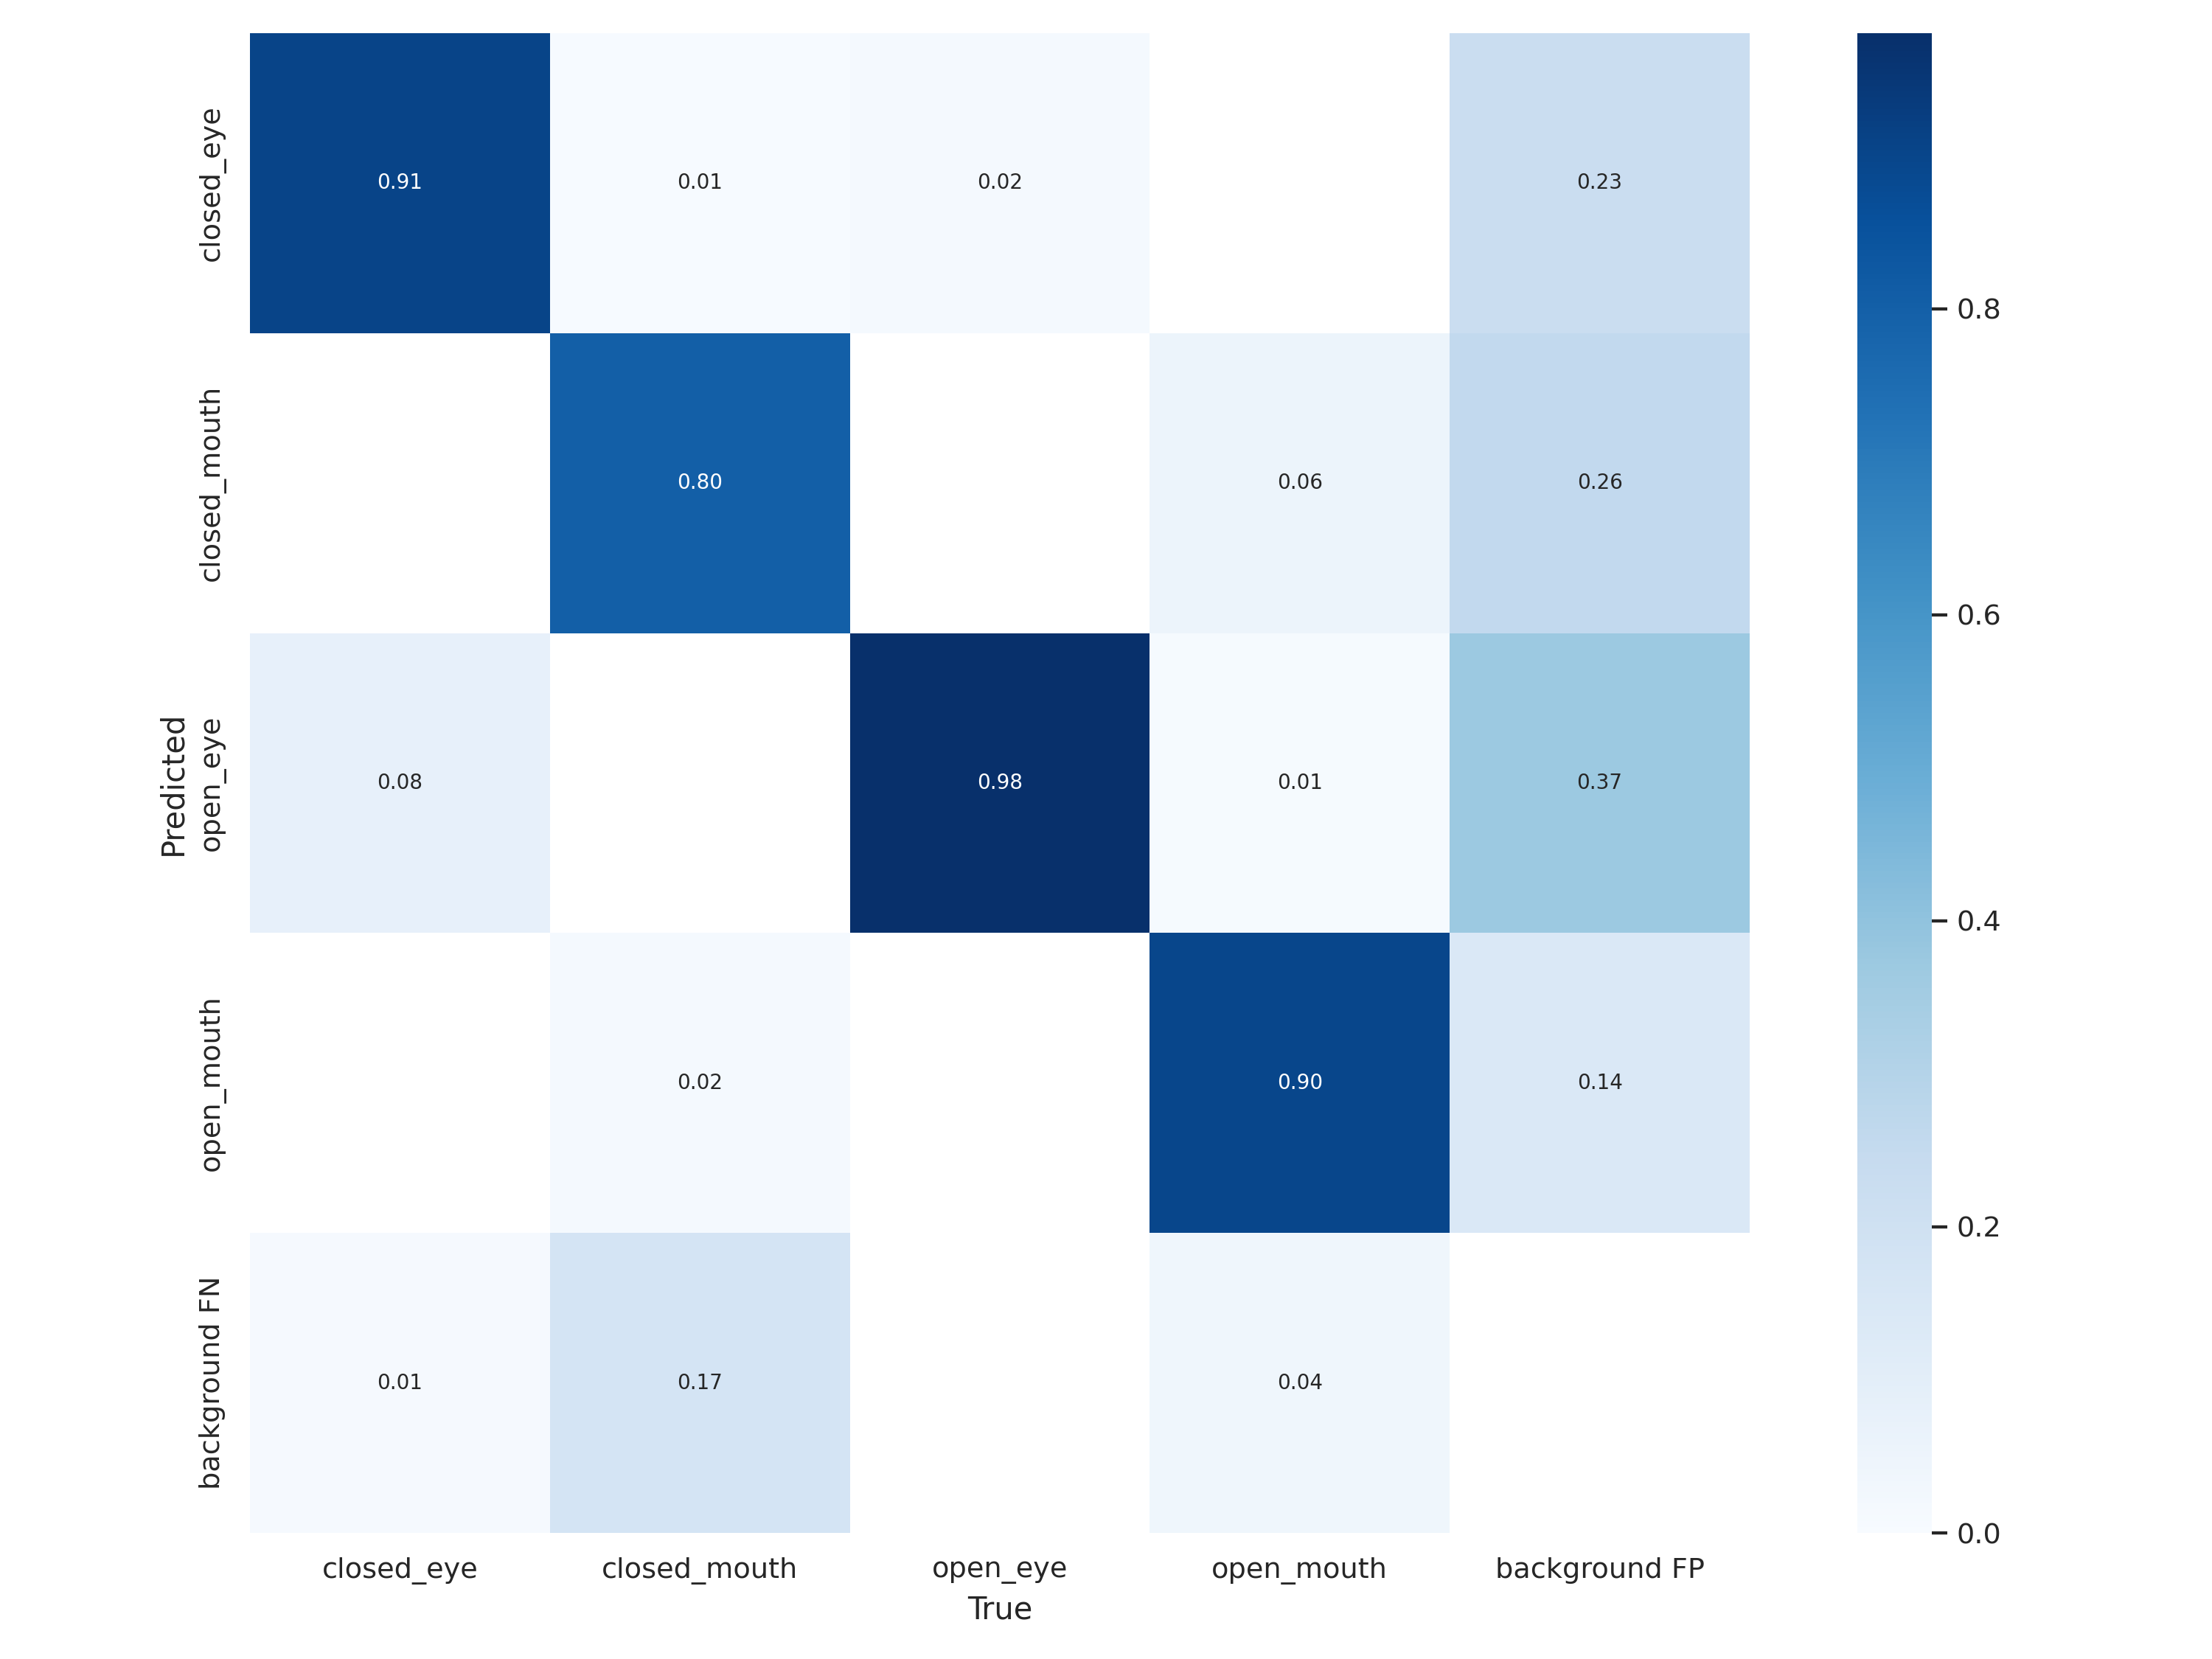 closed_eye
0.91
0.01
0.02
0.23
0.8
closed_mouth
0.80
0.06
0.26
0.6
Predicted
open_eye
0.08
0.98
0.01
0.37
0.4
open_mouth
0.02
0.90
0.14
0.2
background FN
0.01
0.17
0.04
0.0
closed_eye
closed_mouth
open_eye
open_mouth
background FP
True